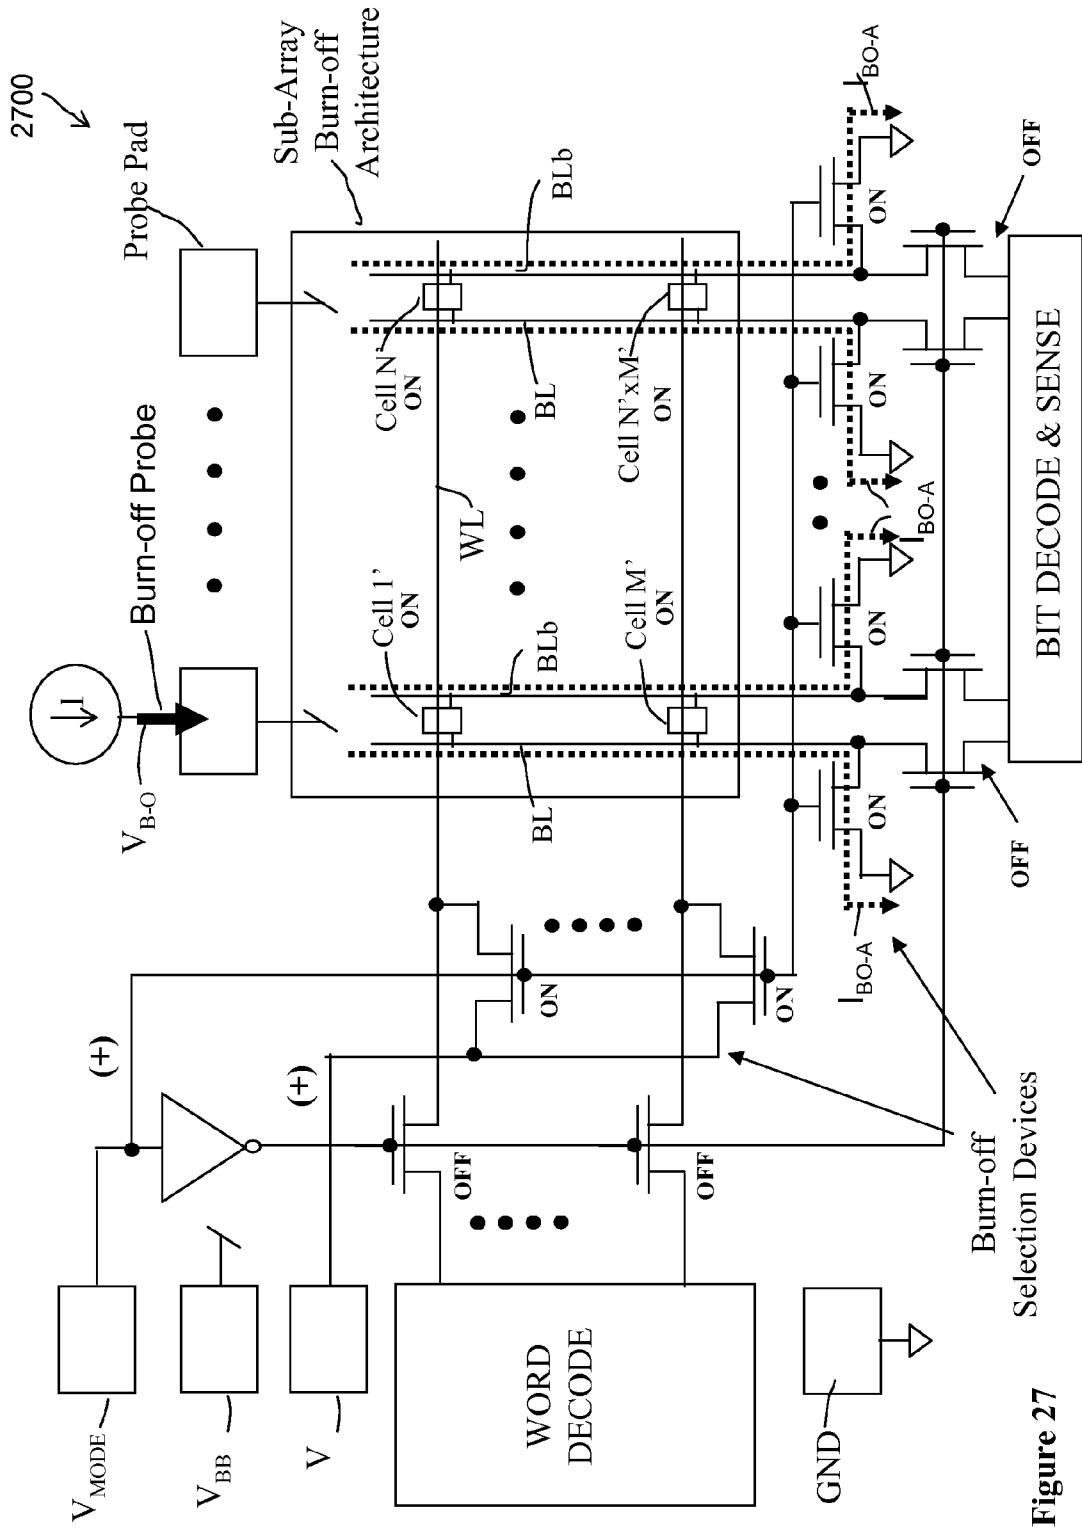 2700
Probe Pad
Burn-off Probe
I
V_B-O
Sub-Array
Burn-off
Architecture
V_MODE
(+)
V_BB
V
(+)
WORD
DECODE
GND
OFF
OFF
ON
ON
Cell 1'
ON
Cell N'
ON
Cell M'
ON
Cell N'xM'
ON
WL
BL
BLb
BL
BLb
ON
ON
ON
ON
I_BO-A
I_BO-A
I_BO-A
OFF
OFF
BIT DECODE & SENSE
Burn-off
Selection Devices
Figure 27